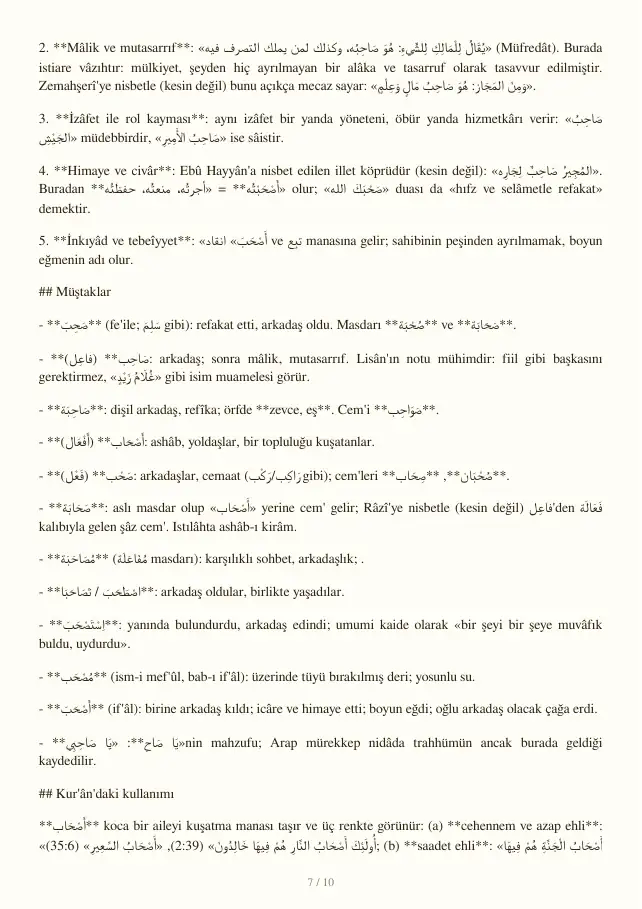 2. **Mâlik ve mutasarrıf**: «يُقَالُ لِلْمَالِكِ لِلشَّيءِ: هُوَ صَاحِبُه، وكذلك لمن يملك التصرف فيه» (Müfredât). Burada
istiare vâzıhtır: mülkiyet, şeyden hiç ayrılmayan bir alâka ve tasarruf olarak tasavvur edilmiştir.
Zemahşerî'ye nisbetle (kesin değil) bunu açıkça mecaz sayar: «وَمِنَ المَجَازِ: هُوَ صَاحِبُ مَالٍ وَعِلْمٍ».
3. **İzâfet ile rol kayması**: aynı izafet bir yanda yöneteni, öbür yanda hizmetkârı verir: «صَاحِبُ
الجَيْشِ» müdebbirdir, «صَاحِبُ الأَمِيرِ» ise sâistir.
4. **Himaye ve civâr**: Ebû Hayyân'a nisbet edilen illet köprüdür (kesin değil): «المُجِيرُ صَاحِبٌ لِجَارِه».
Buradan **أَصْحَبْتُه** = «أجرتُه، منعتُه، حفظتُه» olur; «صَحْبَكَ الله» duası da «hıfz ve selâmetle refakat»
demektir.
5. **İnkıyâd ve tebeîyyet**: «أَصْحَبَ» انقاد ve تبع manasına gelir; sahibinin peşinden ayrılmamak, boyun
eğmenin adı olur.
## Müştaklar
- **صَحِبَ** (fe'ile; سَلِمَ gibi): refakat etti, arkadaş oldu. Masdarı **صُحْبَة** ve **صَحَابَة**.
- **صَاحِب** (فاعِل): arkadaş; sonra mâlik, mutasarrıf. Lisân'ın notu mühimdir: fiil gibi başkasını
gerektirmez, «غُلَامُ زَيْدٍ» gibi isim muamelesi görür.
- **صَاحِبَة**: dişil arkadaş, refîka; örfde **zevce, eş**. Cem'i **صَوَاحِب**.
- **أَصْحَاب** (أَفْعَال): ashâb, yoldaşlar, bir topluluğu kuşatanlar.
- **صَحْب** (فَعْل): arkadaşlar, cemaat (رَاكِب/رَكْب gibi); cem'leri **صِحَاب** ,**صُحْبَان**.
- **صَحَابَة**: aslı masdar olup «أَصْحَاب» yerine cem' gelir; Râzî'ye nisbetle (kesin değil) فاعِل'den فَعَالَة
kalıbıyla gelen şâz cem'. Istılâhta ashâb-ı kirâm.
- **مُصَاحَبَة** (مُفَاعَلَة masdarı): karşılıklı sohbet, arkadaşlık; .
- **اصْطَحَبَ / تَصَاحَبَا**: arkadaş oldular, birlikte yaşadılar.
- **اِسْتَصْحَبَ**: yanında bulundurdu, arkadaş edindi; umumi kaide olarak «bir şeyi bir şeye muvâfık
buldu, uydurdu».
- **مُصْحَب** (ism-i mef'ûl, bab-ı if'âl): üzerinde tüyü bırakılmış deri; yosunlu su.
- **أَصْحَبَ** (if'âl): birine arkadaş kıldı; icâre ve himaye etti; boyun eğdi; oğlu arkadaş olacak çağa erdi.
- **يَا صَاحِ**: «يَا صَاحِبِي»nin mahzufu; Arap mürekkep nidâda trahhümün ancak burada geldiği
kaydedilir.
## Kur'ân'daki kullanımı
**أَصْحَاب** koca bir aileyi kuşatma manası taşır ve üç renkte görünür: (a) **cehennem ve azap ehli**:
«أُولَٰئِكَ أَصْحَابُ النَّارِ هُمْ فِيهَا خَالِدُونَ» (2:39), «أَصْحَابُ السَّعِيرِ» (35:6); (b) **saadet ehli**: «أَصْحَابُ الْجَنَّةِ هُمْ فِيهَا
7 / 10